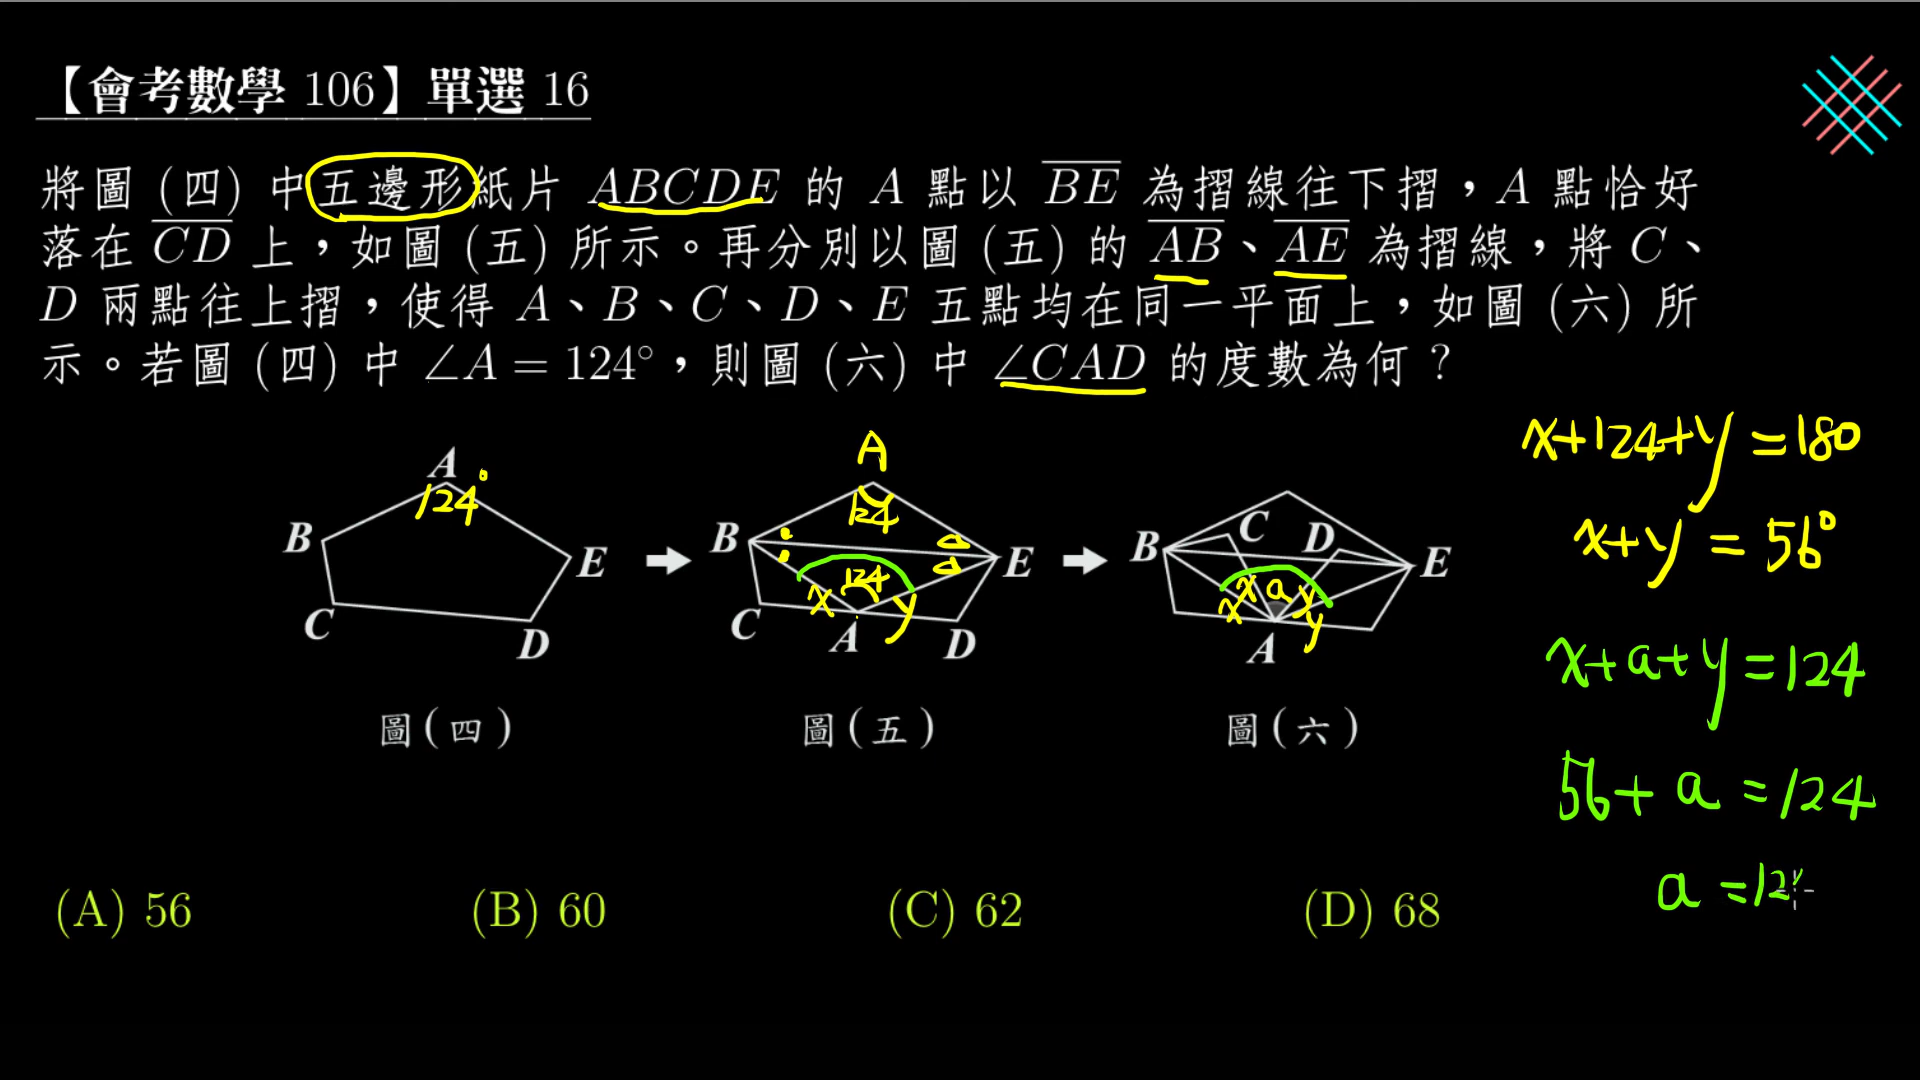 【會考數學 106】單選 16
將圖 (四) 中五邊形紙片 ABCDE 的 A 點以 BE 為摺線往下摺，A 點恰好
落在 CD 上，如圖 (五) 所示。再分別以圖 (五) 的 AB、AE 為摺線，將 C、
D 兩點往上摺，使得 A、B、C、D、E 五點均在同一平面上，如圖 (六) 所
示。若圖 (四) 中 ∠A = 124°，則圖 (六) 中 ∠CAD 的度數為何？
x+124+y=180
x+y=56°
x+a+y=124
56+a=124
a=12
A
124°
B
E
C
D
圖(四)
A
124
B
E
124
x
y
C
A
D
圖(五)
C
D
B
E
x
x
a
y
y
A
圖(六)
(A) 56
(B) 60
(C) 62
(D) 68